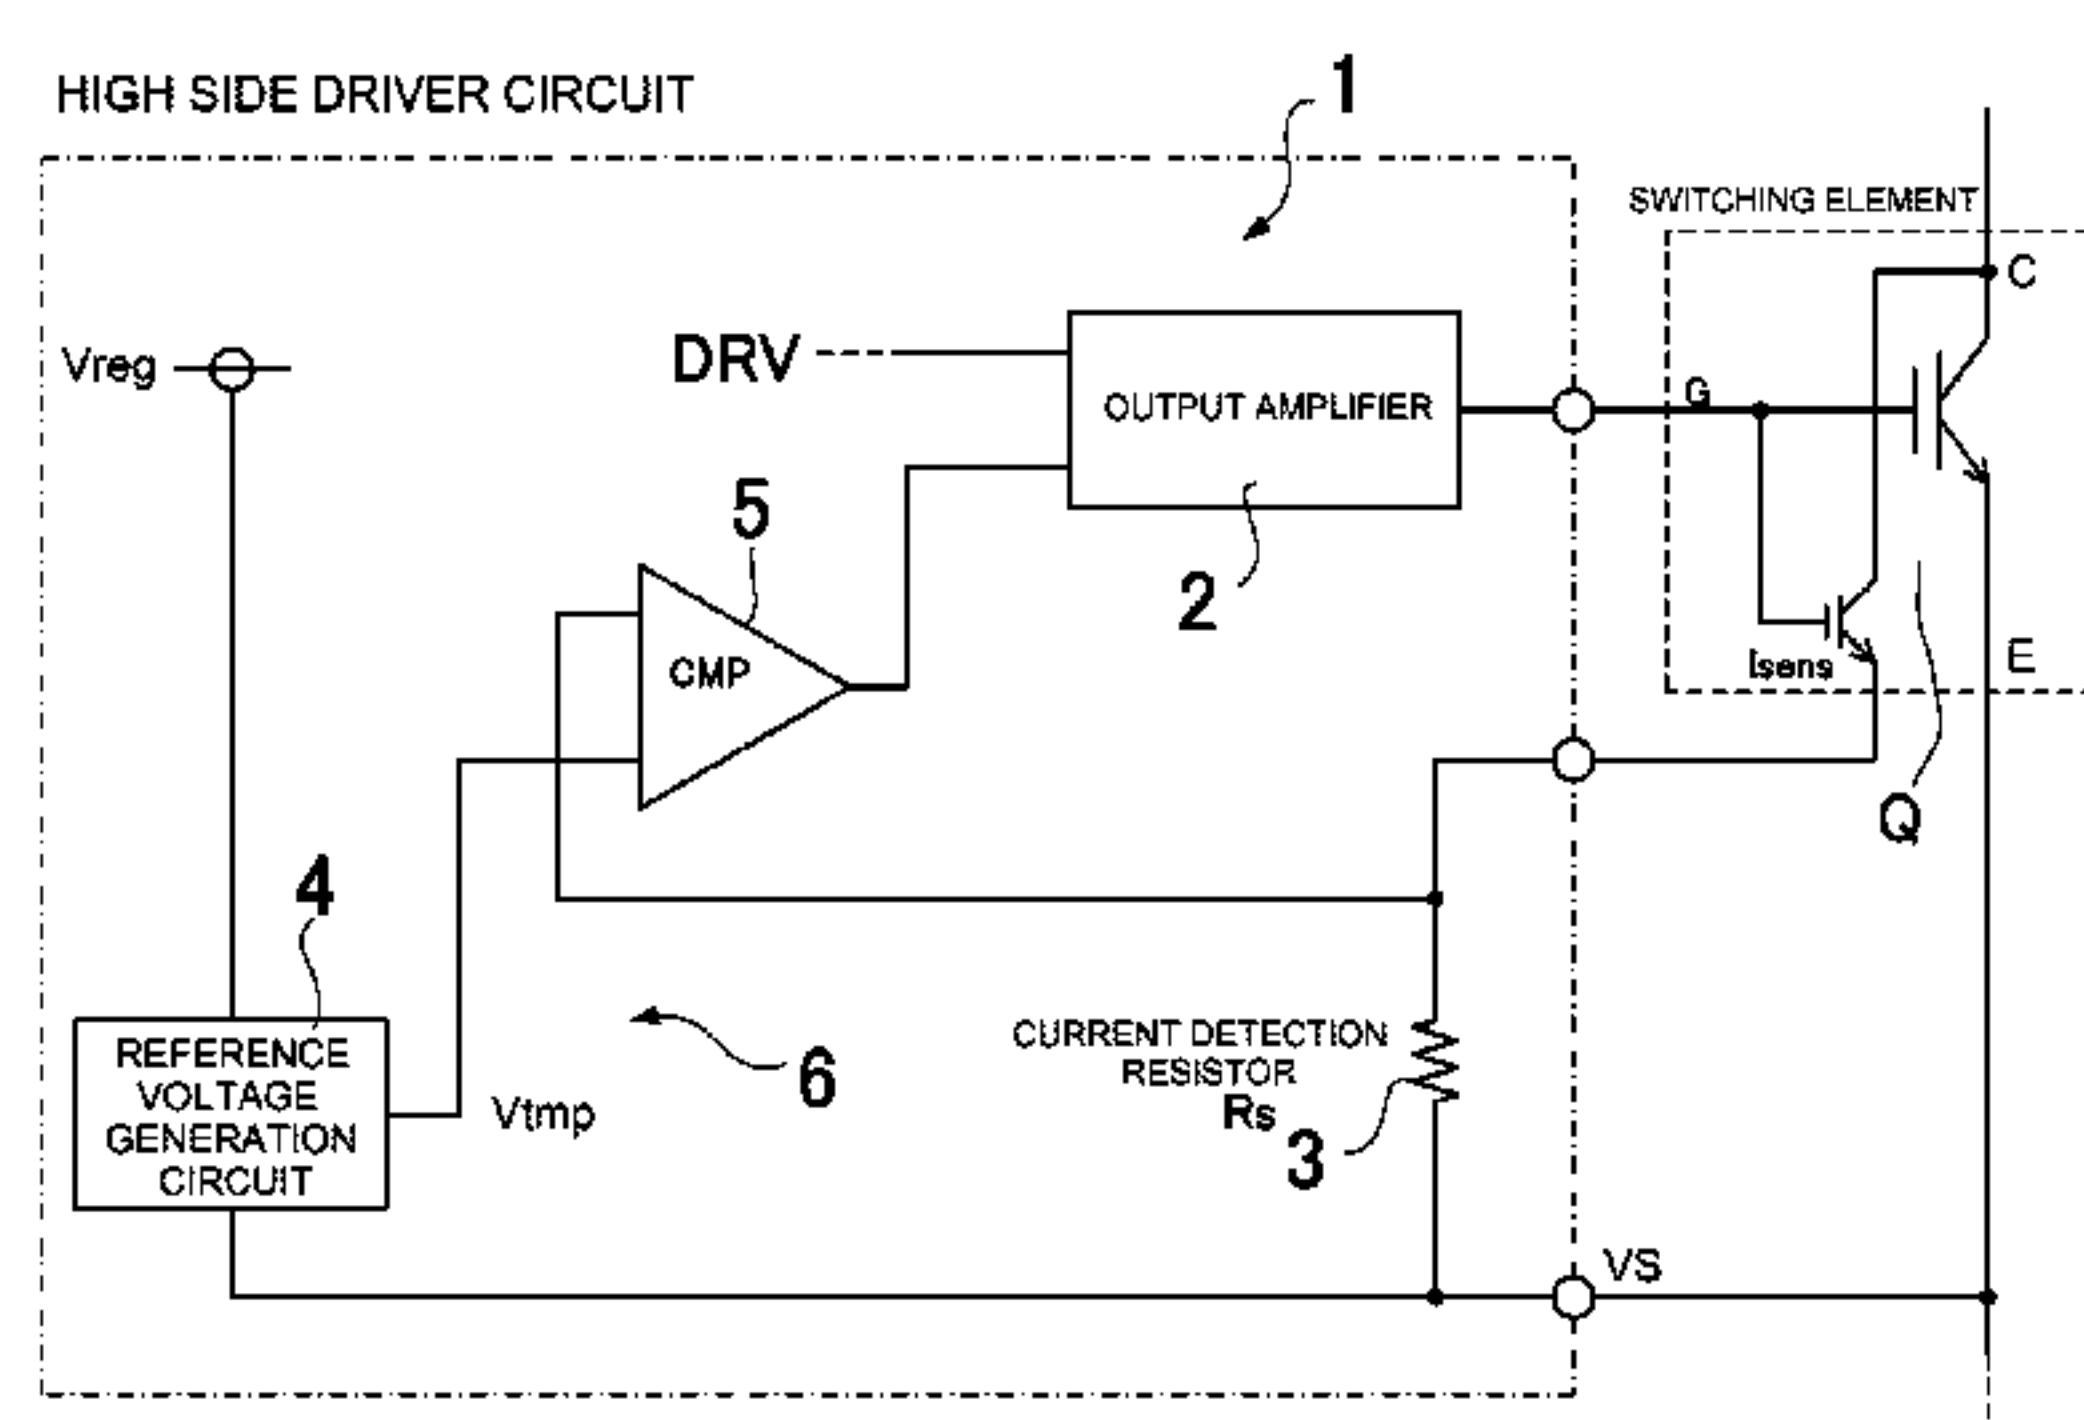 HIGH SIDE DRIVER CIRCUIT
1
SWITCHING ELEMENT
C
Vreg
DRV
OUTPUT AMPLIFIER
G
5
2
CMP
Isens
E
Q
4
REFERENCE
VOLTAGE
GENERATION
CIRCUIT
Vtmp
6
CURRENT DETECTION
RESISTOR
Rs
3
VS